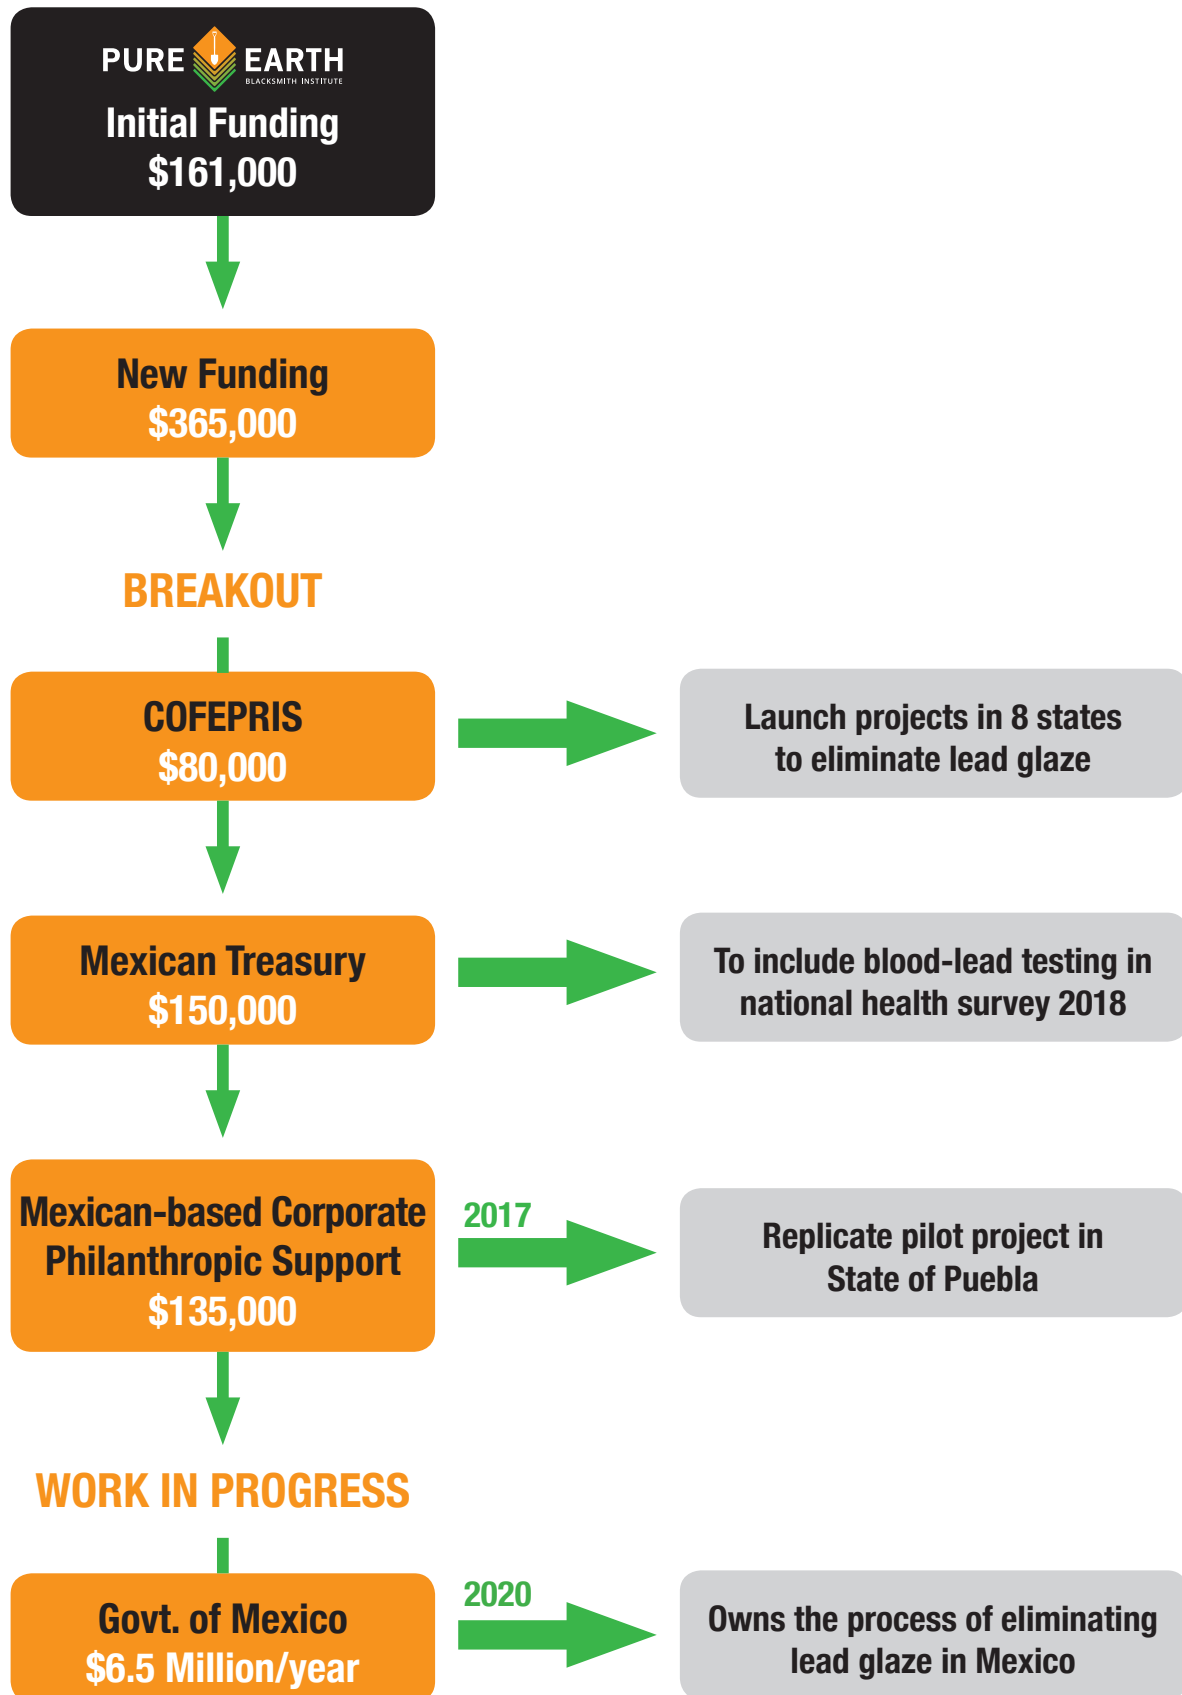 PURE EARTH
BLACKSMITH INSTITUTE
Initial Funding
$161,000
New Funding
$365,000
BREAKOUT
COFEPRIS
$80,000
Launch projects in 8 states
to eliminate lead glaze
Mexican Treasury
$150,000
To include blood-lead testing in
national health survey 2018
Mexican-based Corporate
Philanthropic Support
$135,000
2017
Replicate pilot project in
State of Puebla
WORK IN PROGRESS
Govt. of Mexico
$6.5 Million/year
2020
Owns the process of eliminating
lead glaze in Mexico